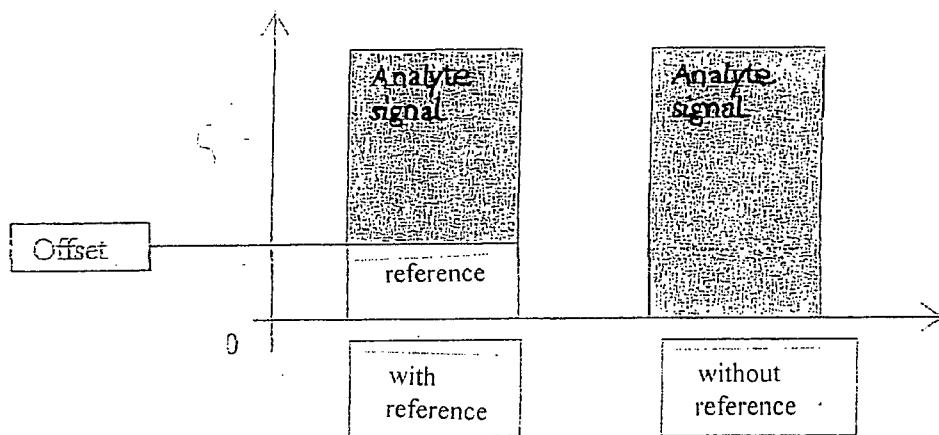 Analyte
signal
Analyte
signal
Offset
reference
0
with
reference
without
reference